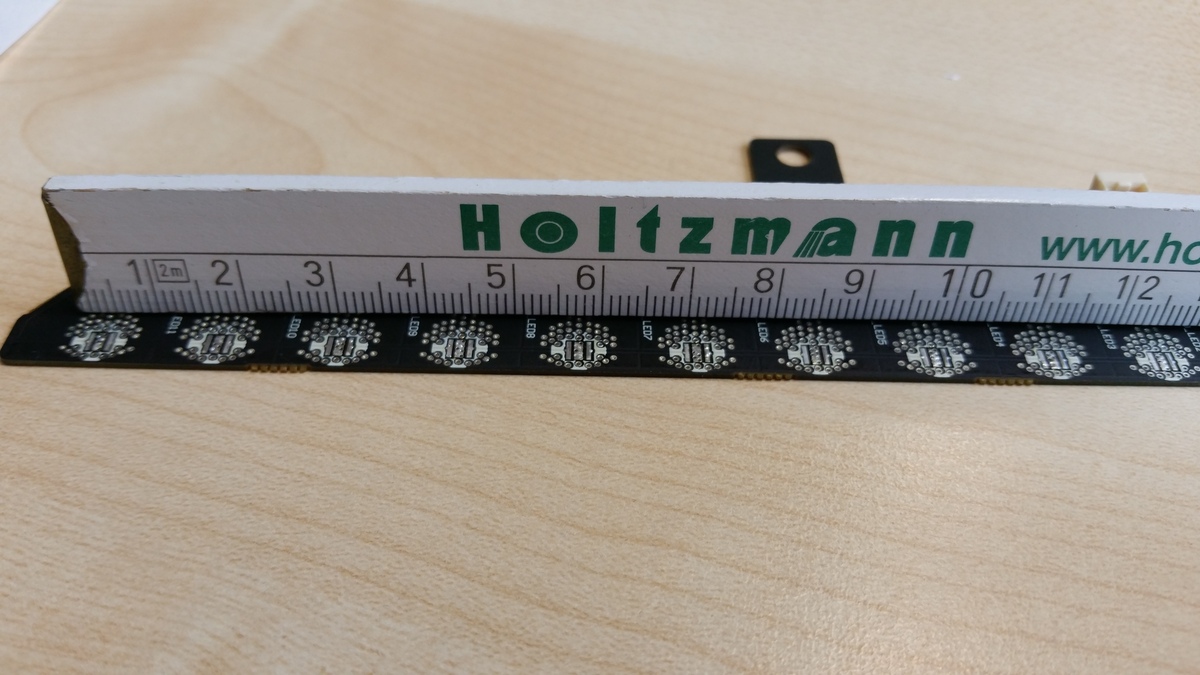 Holtzmann
www.ho
1 2m 2 3 4 5 6 7 8 9 10 11 12
LED11 LED10 LED9 LED8 LED7 LED6 LED5 LED4 LED3